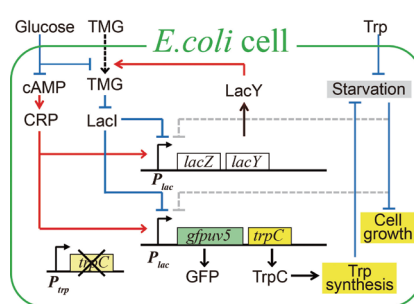 Glucose TMG Trp
E.coli cell
cAMP TMG LacY Starvation
CRP LacI
lacZ lacY
Plac
Cell
growth
gfpuv5 trpC
Plac
trpC
Ptrp
GFP TrpC Trp
synthesis